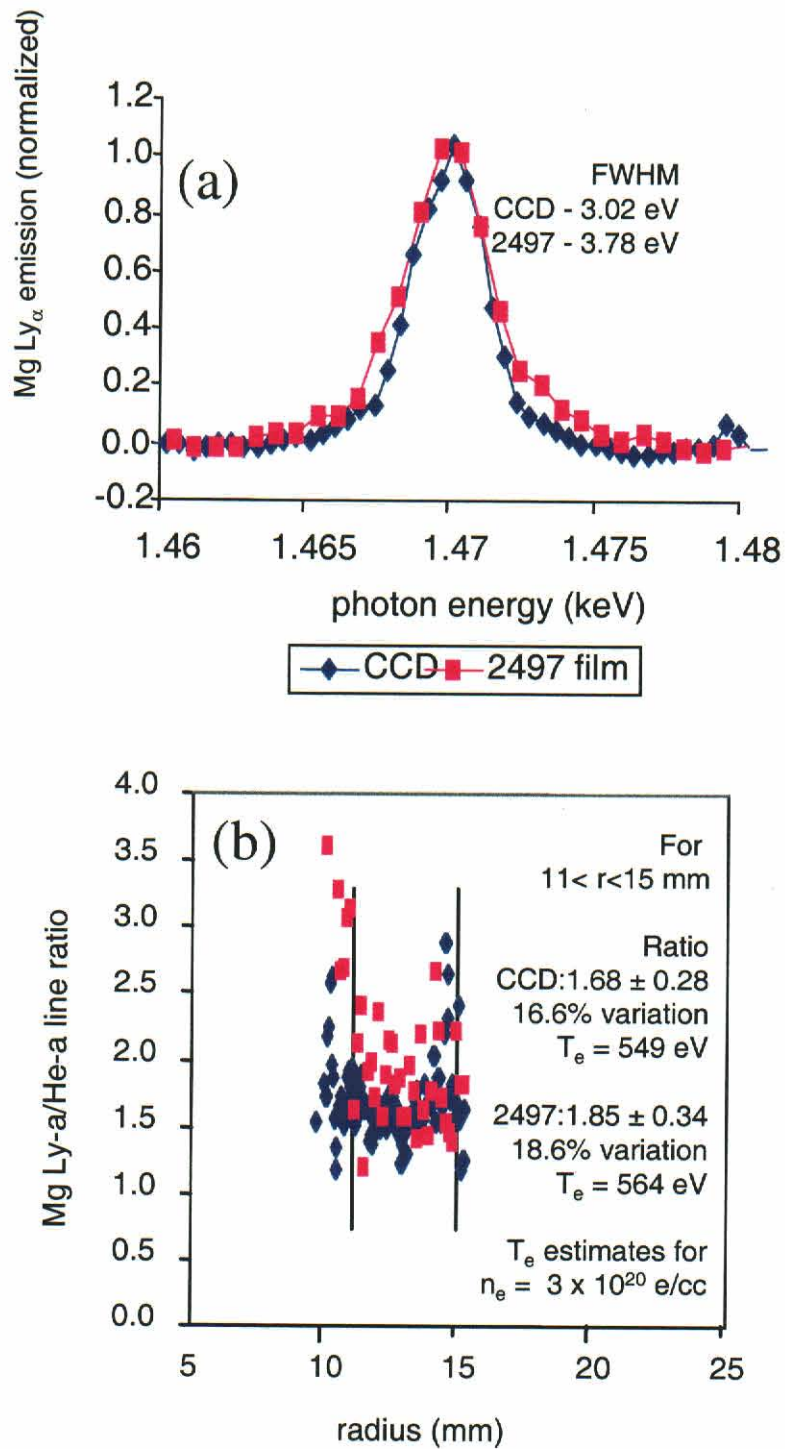 Mg Lyα emission (normalized)
1.2
1.0
0.8
0.6
0.4
0.2
0.0
-0.2
(a)
FWHM
CCD - 3.02 eV
2497 - 3.78 eV
1.46 1.465 1.47 1.475 1.48
photon energy (keV)
CCD 2497 film
Mg Ly-a/He-a line ratio
4.0
3.5
3.0
2.5
2.0
1.5
1.0
0.5
0.0
(b)
For
11< r<15 mm
Ratio
CCD:1.68 ± 0.28
16.6% variation
Te = 549 eV
2497:1.85 ± 0.34
18.6% variation
Te = 564 eV
Te estimates for
ne = 3 x 10²⁰ e/cc
5 10 15 20 25
radius (mm)